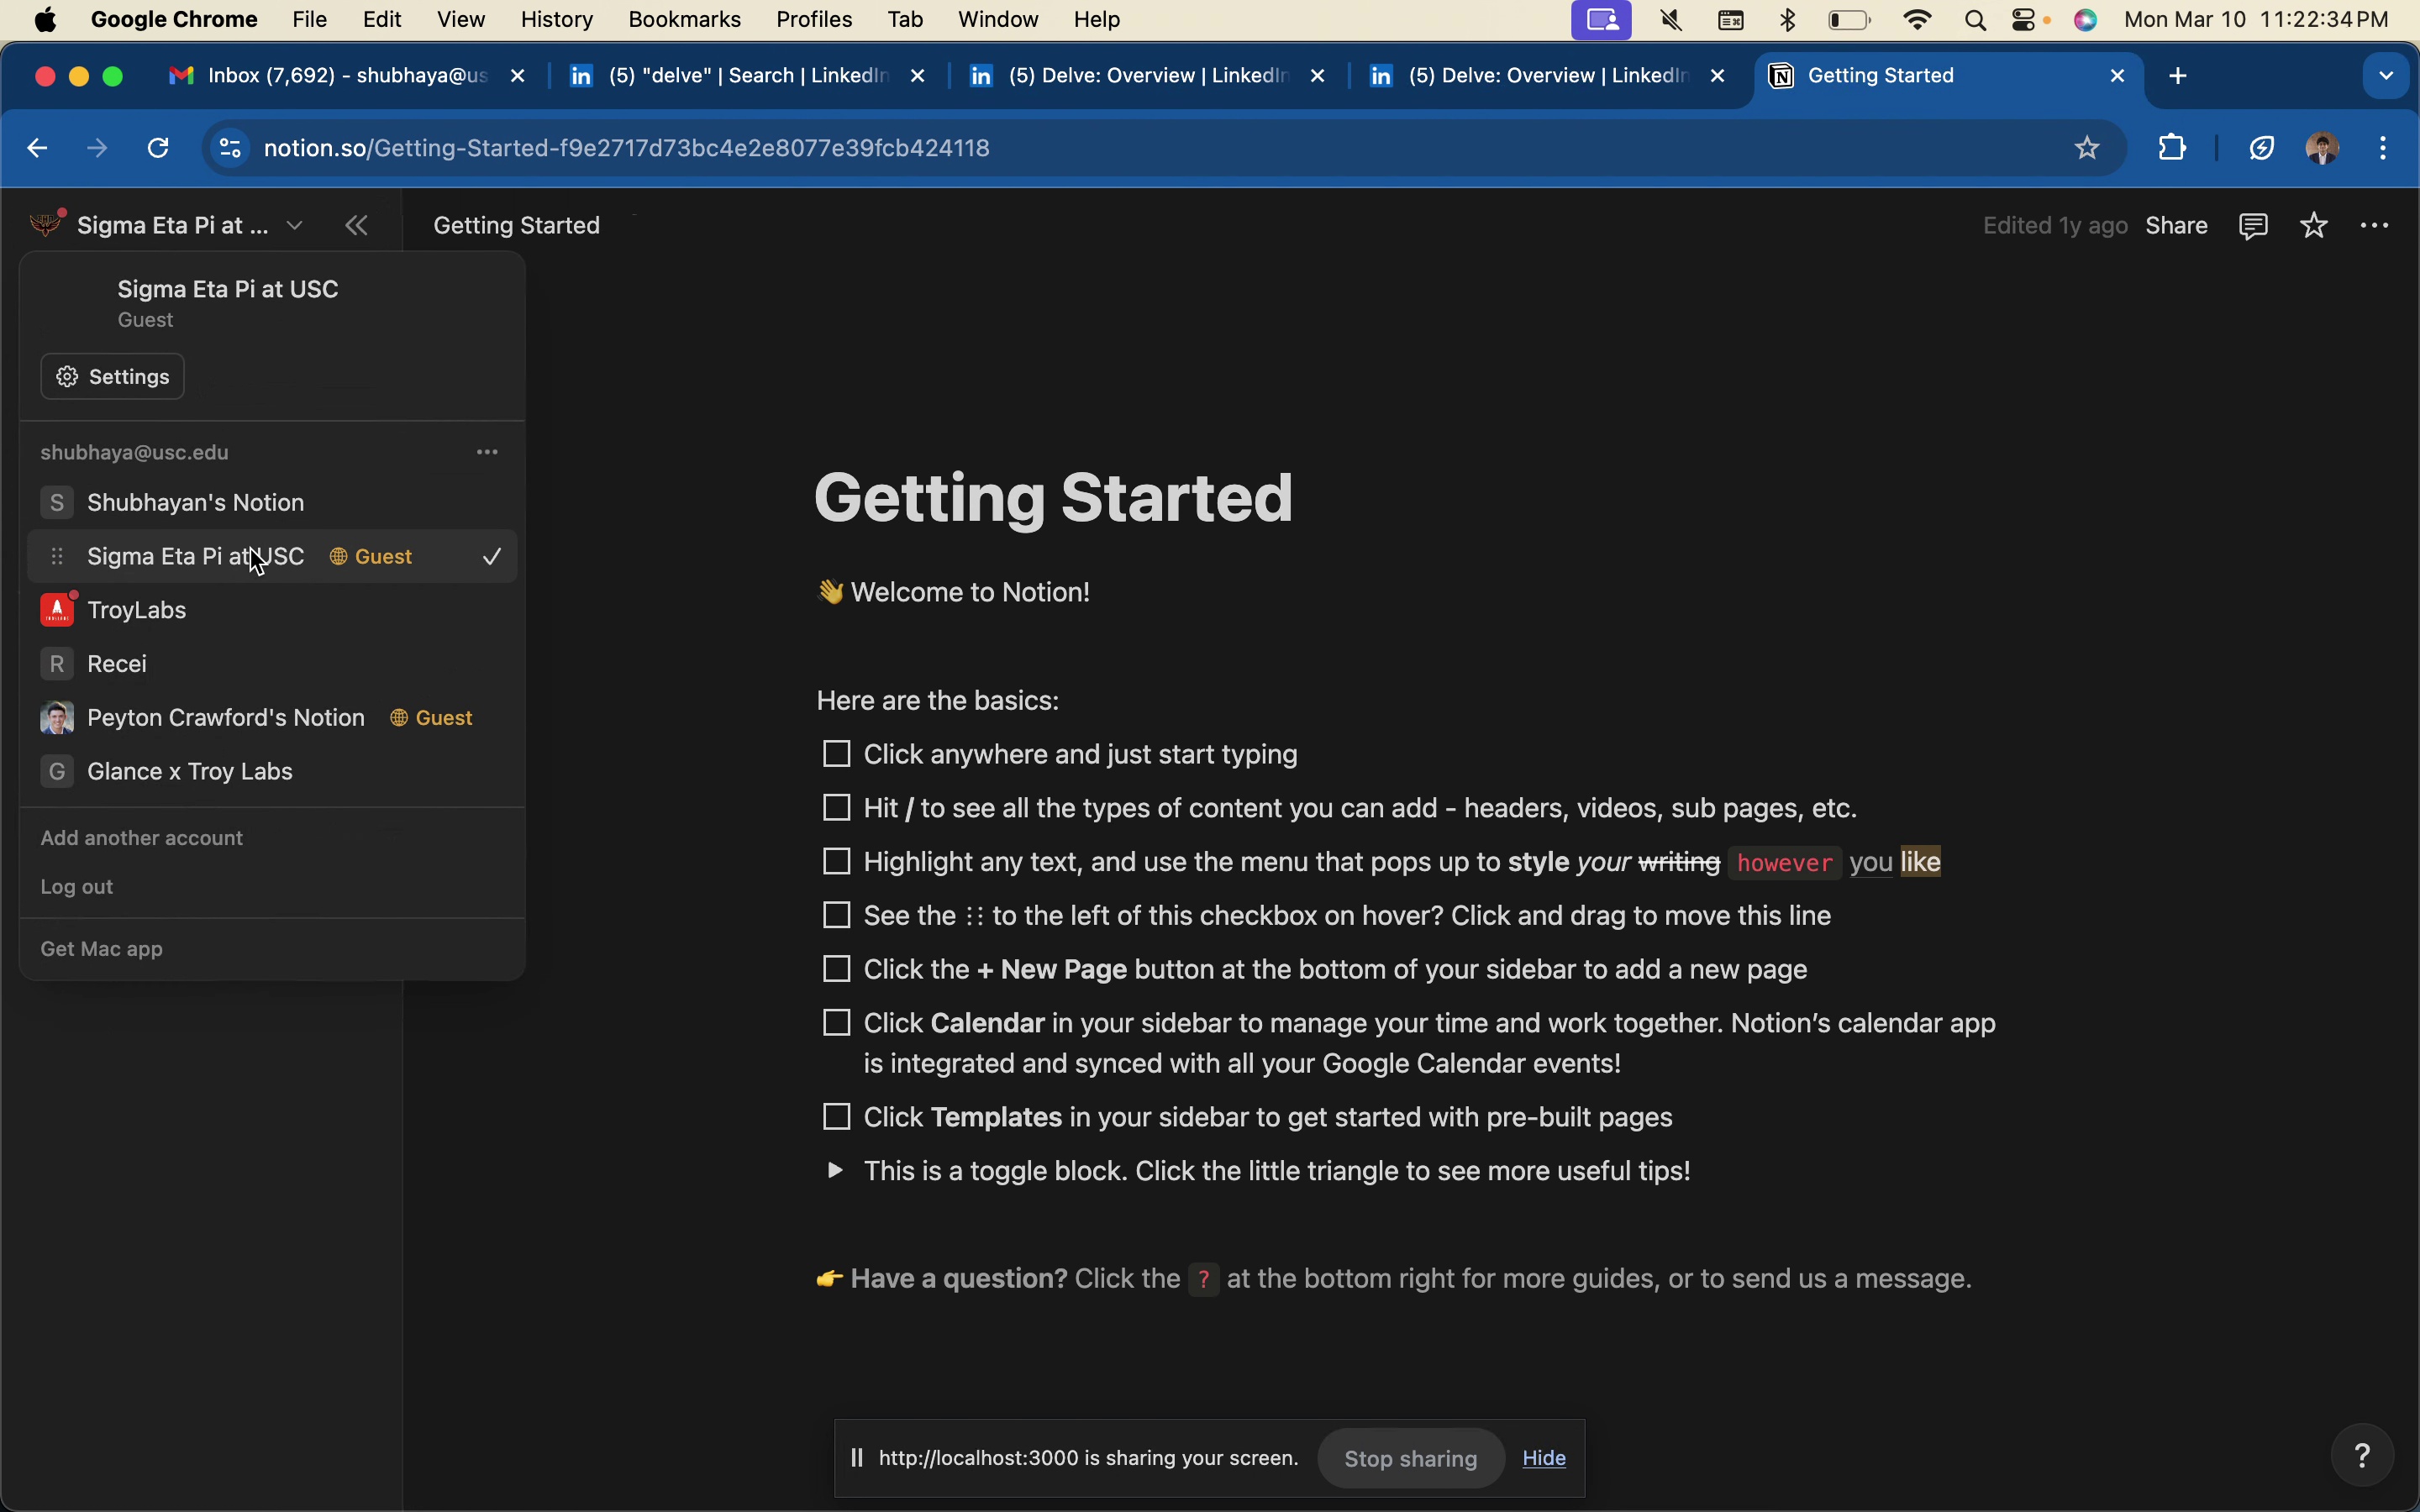 Google Chrome File Edit View History Bookmarks Profiles Tab Window Help Mon Mar 10 11:22:34 PM
Inbox (7,692) - shubhaya@us (5) "delve" | Search | LinkedIn (5) Delve: Overview | LinkedIn (5) Delve: Overview | LinkedIn Getting Started
notion.so/Getting-Started-f9e2717d73bc4e2e8077e39fcb424118
Sigma Eta Pi at ... Getting Started Edited 1y ago Share
Sigma Eta Pi at USC
Guest
Settings
shubhaya@usc.edu
S Shubhayan's Notion
Sigma Eta Pi at USC Guest
TroyLabs
R Recei
Peyton Crawford's Notion Guest
G Glance x Troy Labs
Add another account
Log out
Get Mac app
Getting Started
👋 Welcome to Notion!
Here are the basics:
Click anywhere and just start typing
Hit / to see all the types of content you can add - headers, videos, sub pages, etc.
Highlight any text, and use the menu that pops up to style your writing however you like
See the ⋮⋮ to the left of this checkbox on hover? Click and drag to move this line
Click the + New Page button at the bottom of your sidebar to add a new page
Click Calendar in your sidebar to manage your time and work together. Notion’s calendar app
is integrated and synced with all your Google Calendar events!
Click Templates in your sidebar to get started with pre-built pages
This is a toggle block. Click the little triangle to see more useful tips!
👉 Have a question? Click the ? at the bottom right for more guides, or to send us a message.
http://localhost:3000 is sharing your screen. Stop sharing Hide
?